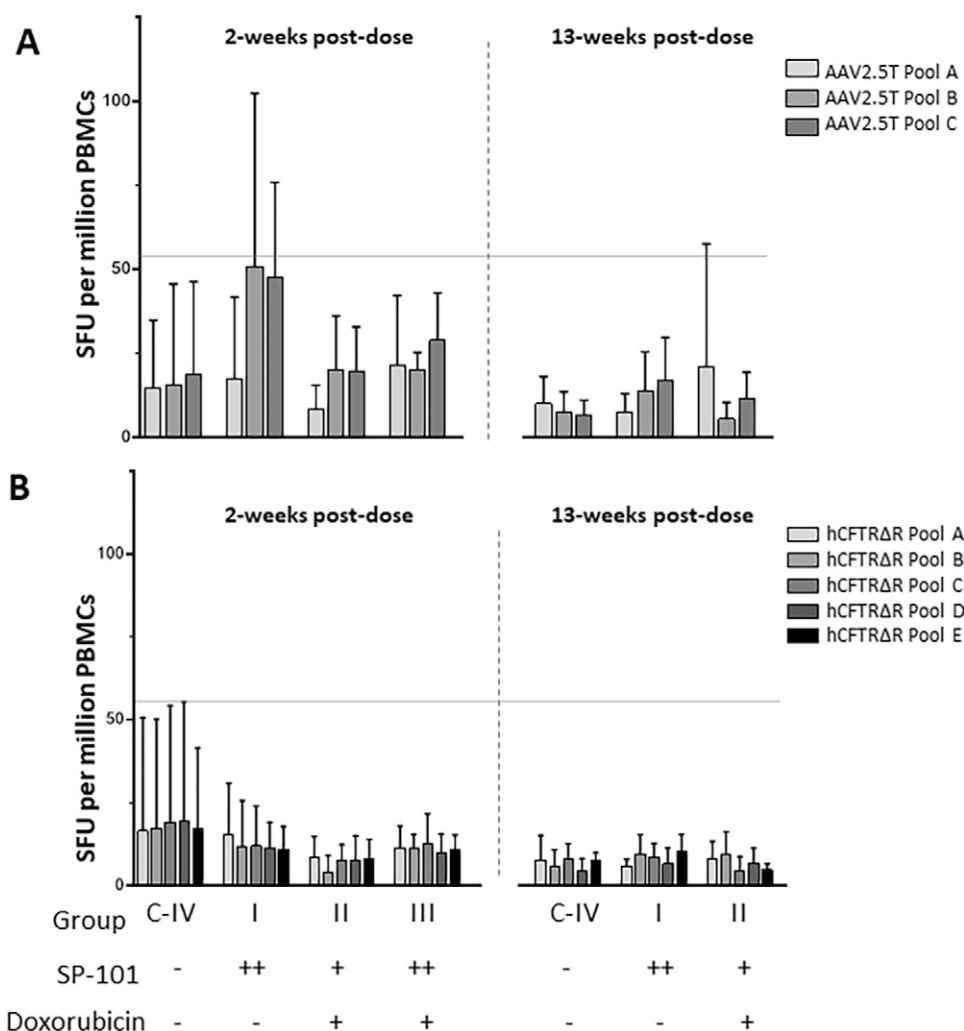 A
2-weeks post-dose
13-weeks post-dose
AAV2.5T Pool A
AAV2.5T Pool B
AAV2.5T Pool C
SFU per million PBMCs
100
50
0
B
2-weeks post-dose
13-weeks post-dose
hCFTRΔR Pool A
hCFTRΔR Pool B
hCFTRΔR Pool C
hCFTRΔR Pool D
hCFTRΔR Pool E
SFU per million PBMCs
100
50
0
Group C-IV I II III C-IV I II
SP-101 - ++ + ++ - ++ +
Doxorubicin - - + + - - +